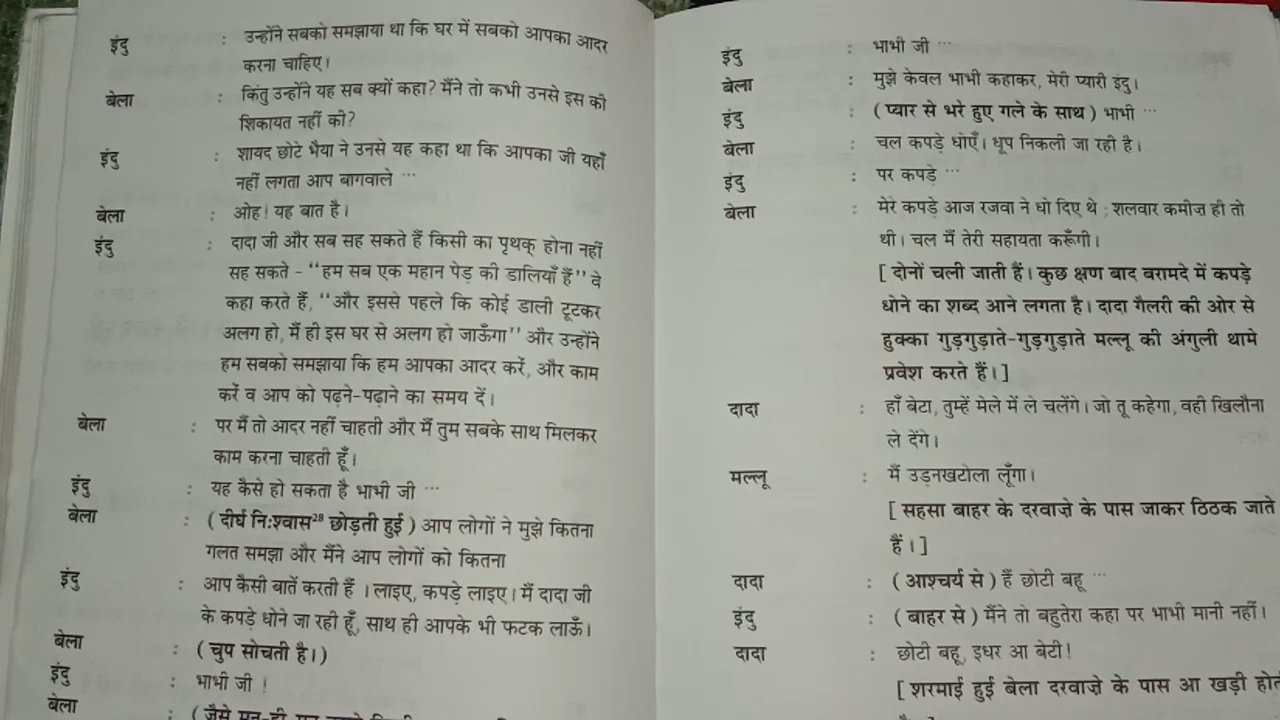 इंदु : उन्होंने सबको समझाया था कि घर में सबको आपका आदर
करना चाहिए।
बेला : किंतु उन्होंने यह सब क्यों कहा? मैंने तो कभी उनसे इस की
शिकायत नहीं की?
इंदु : शायद छोटे भैया ने उनसे यह कहा था कि आपका जी यहाँ
नहीं लगता आप बागवाले ...
बेला : ओह! यह बात है।
इंदु : दादा जी और सब सह सकते हैं किसी का पृथक् होना नहीं
सह सकते - "हम सब एक महान पेड़ की डालियाँ हैं" वे
कहा करते हैं, "और इससे पहले कि कोई डाली टूटकर
अलग हो, मैं ही इस घर से अलग हो जाऊँगा" और उन्होंने
हम सबको समझाया कि हम आपका आदर करें, और काम
करें व आप को पढ़ने-पढ़ाने का समय दें।
बेला : पर मैं तो आदर नहीं चाहती और मैं तुम सबके साथ मिलकर
काम करना चाहती हूँ।
इंदु : यह कैसे हो सकता है भाभी जी ...
बेला : (दीर्घ निःश्वास²⁸ छोड़ती हुई) आप लोगों ने मुझे कितना
गलत समझा और मैंने आप लोगों को कितना
इंदु : आप कैसी बातें करती हैं । लाइए, कपड़े लाइए। मैं दादा जी
के कपड़े धोने जा रही हूँ, साथ ही आपके भी फटक लाऊँ।
बेला : (चुप सोचती है।)
इंदु : भाभी जी !
बेला : (जैसे मन-ही-मन
इंदु : भाभी जी ...
बेला : मुझे केवल भाभी कहाकर, मेरी प्यारी इंदु।
इंदु : (प्यार से भरे हुए गले के साथ) भाभी ...
बेला : चल कपड़े धोएँ। धूप निकली जा रही है।
इंदु : पर कपड़े ...
बेला : मेरे कपड़े आज रजवा ने धो दिए थे ; शलवार कमीज़ ही तो
थी। चल मैं तेरी सहायता करूँगी।
[ दोनों चली जाती हैं। कुछ क्षण बाद बरामदे में कपड़े
धोने का शब्द आने लगता है। दादा गैलरी की ओर से
हुक्का गुड़गुड़ाते-गुड़गुड़ाते मल्लू की अंगुली थामे
प्रवेश करते हैं।]
दादा : हाँ बेटा, तुम्हें मेले में ले चलेंगे। जो तू कहेगा, वही खिलौना
ले देंगे।
मल्लू : मैं उड़नखटोला लूँगा।
[ सहसा बाहर के दरवाज़े के पास जाकर ठिठक जाते
हैं।]
दादा : (आश्चर्य से) हैं छोटी बहू ...
इंदु : (बाहर से) मैंने तो बहुतेरा कहा पर भाभी मानी नहीं।
दादा : छोटी बहू, इधर आ बेटी!
[ शरमाई हुई बेला दरवाज़े के पास आ खड़ी